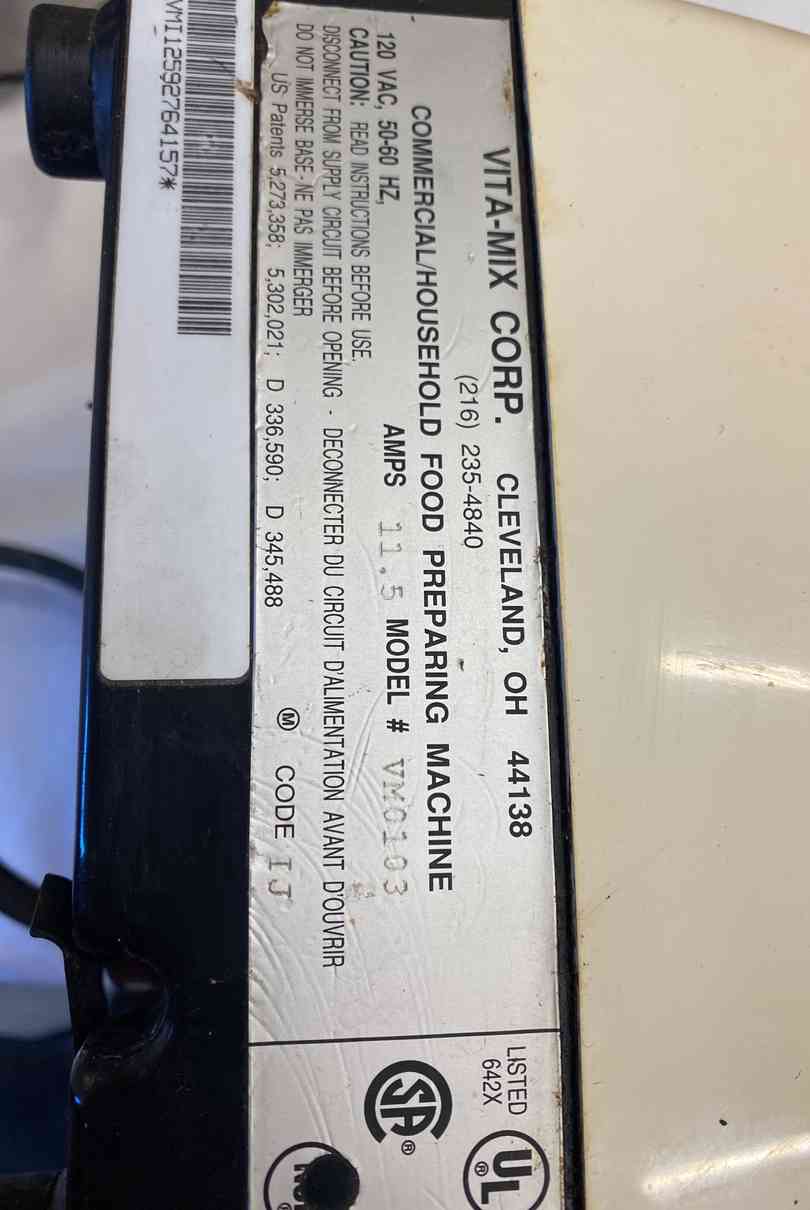 VITA-MIX CORP. CLEVELAND, OH 44138
(216) 235-4840
COMMERCIAL/HOUSEHOLD FOOD PREPARING MACHINE
120 VAC, 50-60 HZ, AMPS 11.5 MODEL # VM0103
CAUTION: READ INSTRUCTIONS BEFORE USE,
DISCONNECT FROM SUPPLY CIRCUIT BEFORE OPENING - DECONNECTER DU CIRCUIT D'ALIMENTATION AVANT D'OUVRIR
DO NOT IMMERSE BASE- NE PAS IMMERGER
US Patents 5,273,358; 5,302,021; D 336,590; D 345,488 Ⓜ CODE IJ
LISTED
642X
UL®
SA®
VMI12592764157*